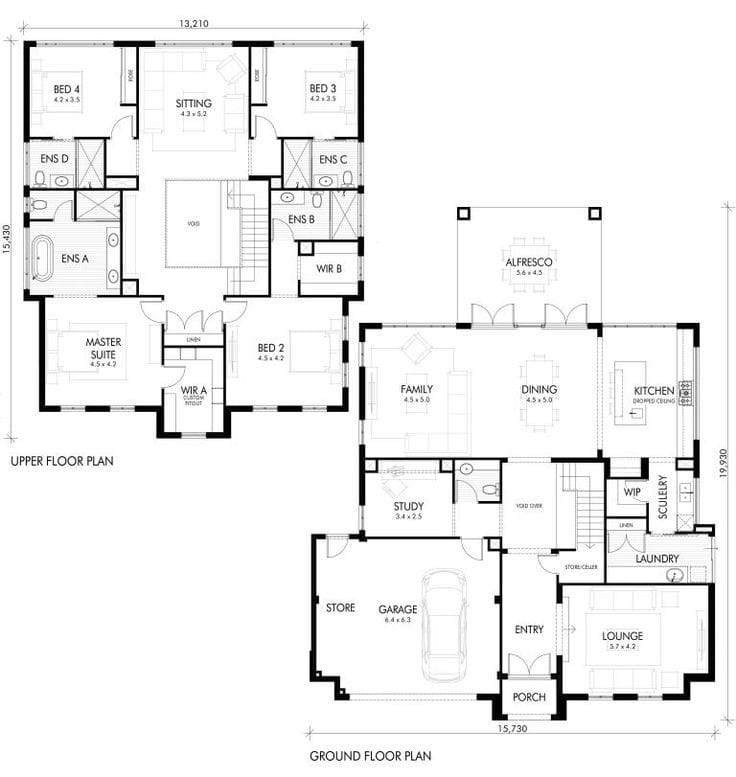 13,210
BED 4
4.2 x 3.5
ROBE
SITTING
4.3 x 5.2
ROBE
BED 3
4.2 x 3.5
ENS D
ENS C
15,430
VOID
ENS B
ENS A
WIR B
MASTER
SUITE
4.5 x 4.2
LINEN
BED 2
4.5 x 4.2
WIR A
CUSTOM
FITOUT
UPPER FLOOR PLAN
ALFRESCO
5.6 x 4.5
FAMILY
4.5 x 5.0
DINING
4.5 x 5.0
KITCHEN
DROPPED CEILING
19,930
STUDY
3.4 x 2.5
VOID OVER
WIP
SCULELRY
LINEN
LAUNDRY
STORE/CELLER
STORE
GARAGE
6.4 x 6.3
ENTRY
LOUNGE
5.7 x 4.2
PORCH
15,730
GROUND FLOOR PLAN